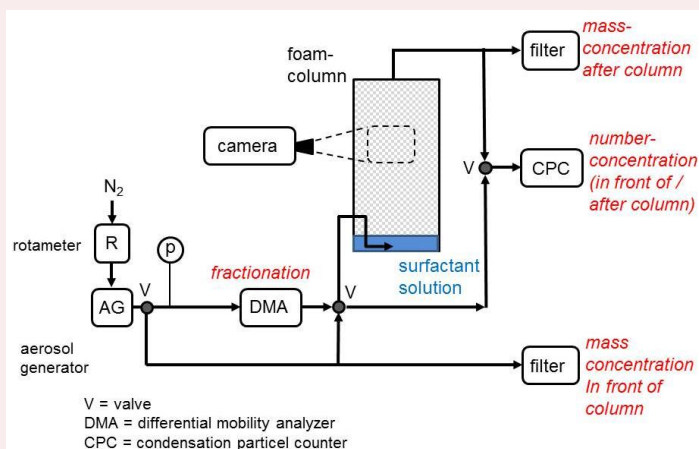 foam-
column
filter
mass-
concentration
after column
camera
number-
concentration
(in front of /
after column)
V
CPC
N2
rotameter
R
p
fractionation
surfactant
solution
V
AG
DMA
V
aerosol
generator
filter
mass
concentration
In front of
column
V = valve
DMA = differential mobility analyzer
CPC = condensation particel counter